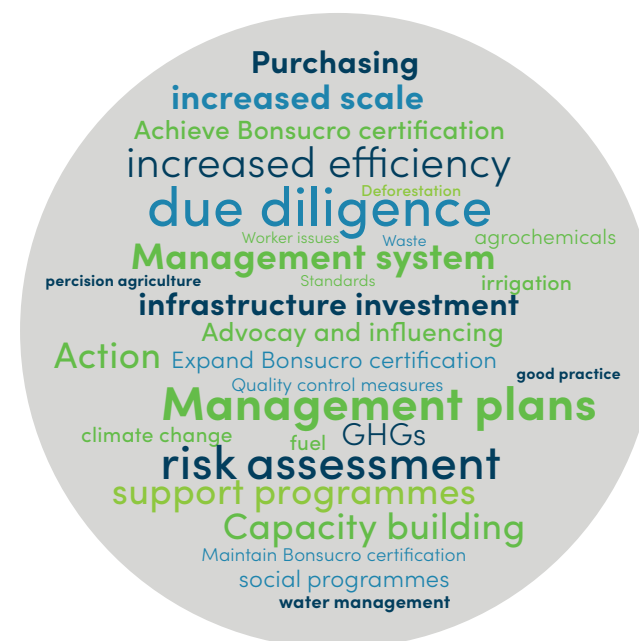 Purchasing
increased scale
Achieve Bonsucro certification
increased efficiency
Deforestation
due diligence
Worker issues
Waste
agrochemicals
Management system
percision agriculture
Standards
irrigation
infrastructure investment
Advocay and influencing
Action
Expand Bonsucro certification
good practice
Quality control measures
Management plans
climate change
fuel
GHGs
risk assessment
support programmes
Capacity building
Maintain Bonsucro certification
social programmes
water management